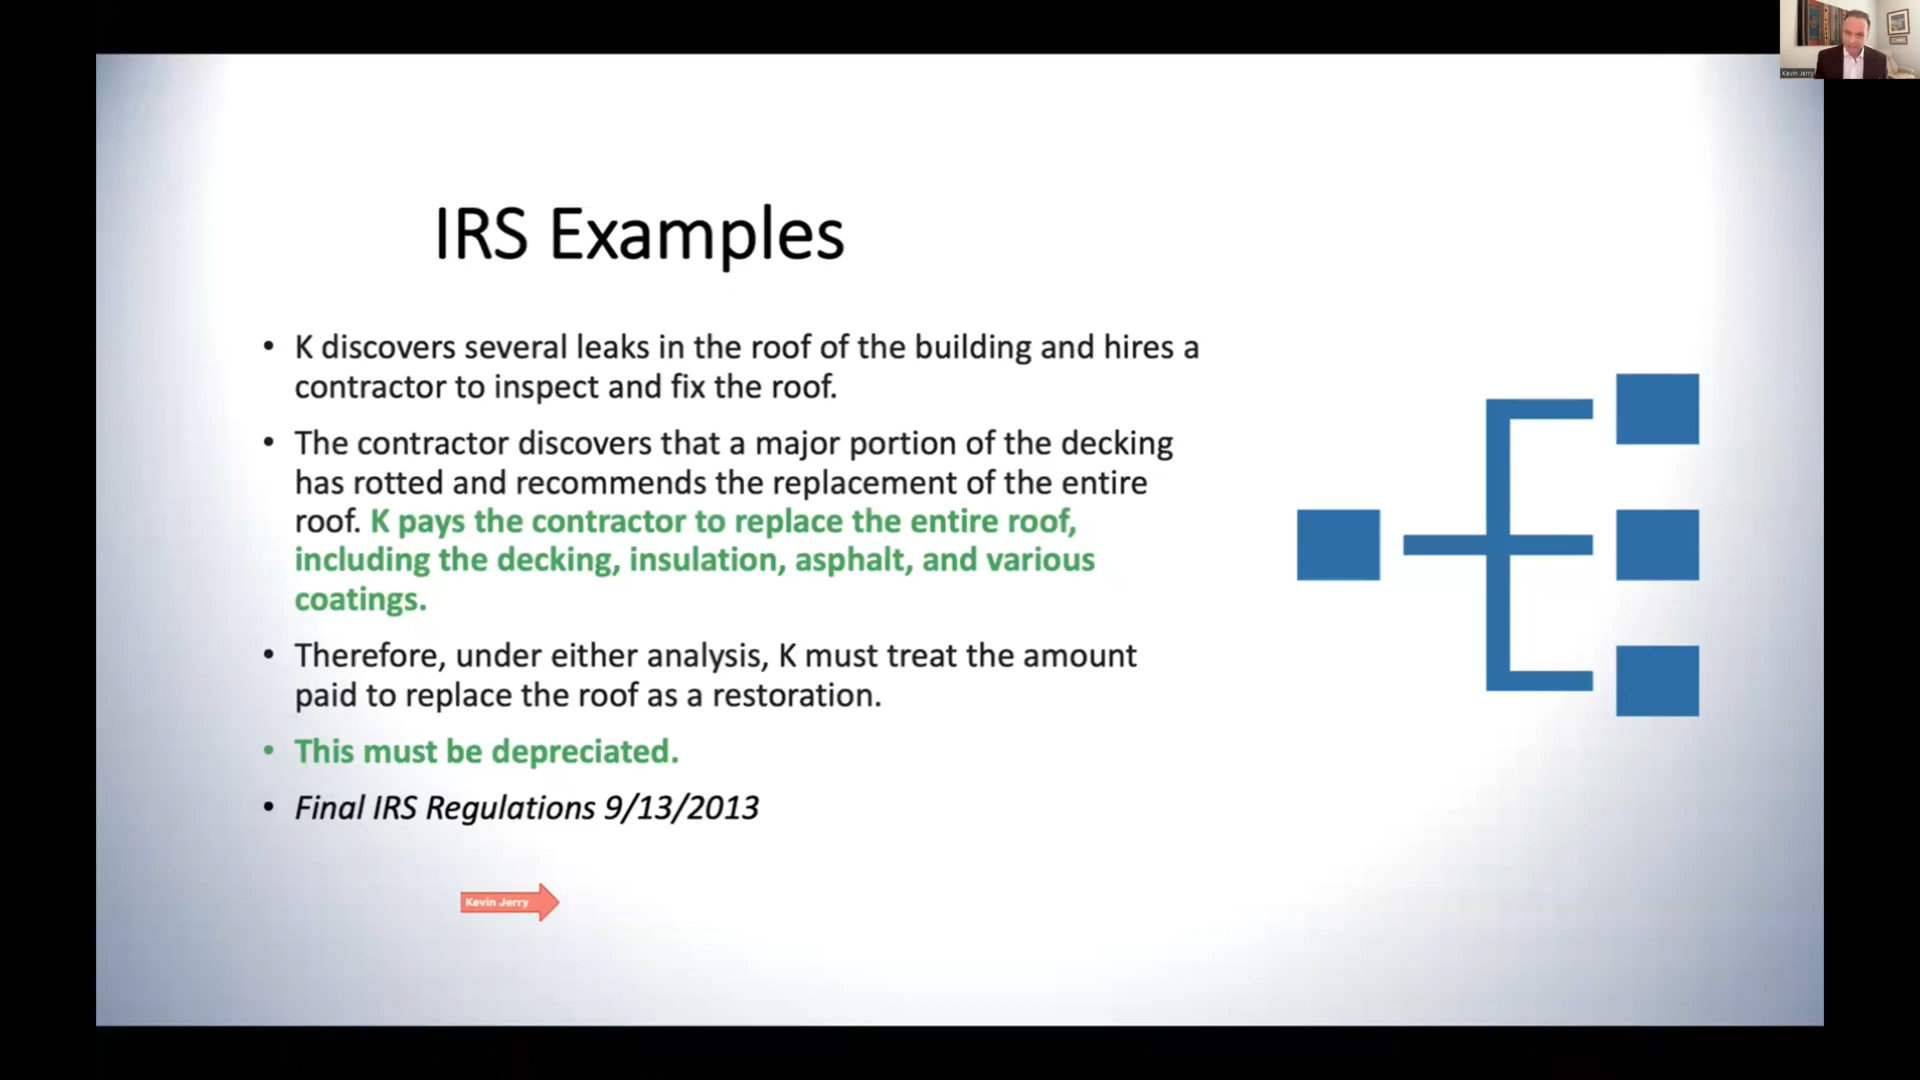 Kevin Jerry
IRS Examples
• K discovers several leaks in the roof of the building and hires a
contractor to inspect and fix the roof.
• The contractor discovers that a major portion of the decking
has rotted and recommends the replacement of the entire
roof. K pays the contractor to replace the entire roof,
including the decking, insulation, asphalt, and various
coatings.
• Therefore, under either analysis, K must treat the amount
paid to replace the roof as a restoration.
• This must be depreciated.
• Final IRS Regulations 9/13/2013
Kevin Jerry